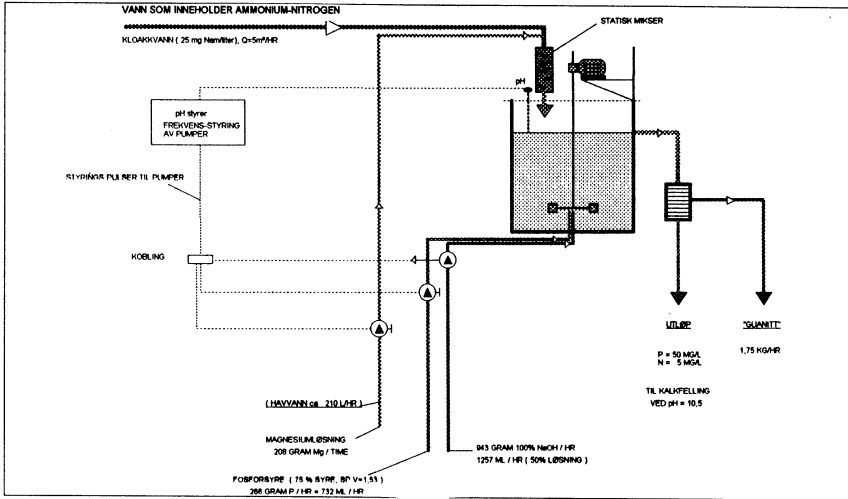 VANN SOM INNEHOLDER AMMONIUM-NITROGEN
KLOAKKVANN ( 25 mg Nam/liter), Q=5m³/HR
STATISK MIKSER
pH
pH styrer
FREKVENS-STYRING
AV PUMPER
STYRINGS PULSER TIL PUMPER
KOBLING
UTLØP
"GUANITT"
P = 50 MG/L
N = 5 MG/L
1,75 KG/HR
TIL KALKFELLING
VED pH = 10,5
( HAVVANN ca 210 L/HR )
MAGNESIUMLØSNING
208 GRAM Mg / TIME
943 GRAM 100% NaOH / HR
1257 ML / HR ( 50% LØSNING )
FOSFORSYRE ( 75 % SYRE, SP V=1,53 )
266 GRAM P / HR = 732 ML / HR